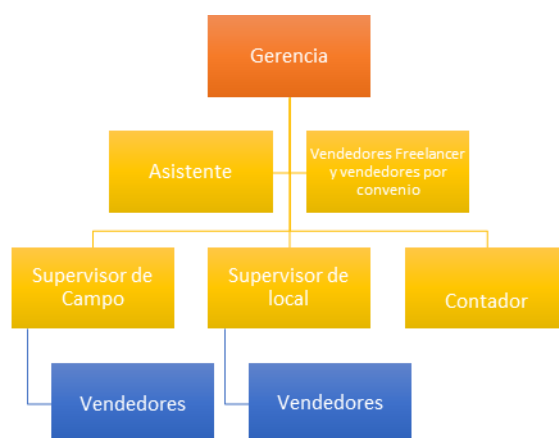 Gerencia
Asistente
Vendedores Freelancer
y vendedores por
convenio
Supervisor de
Campo
Supervisor de
local
Contador
Vendedores
Vendedores